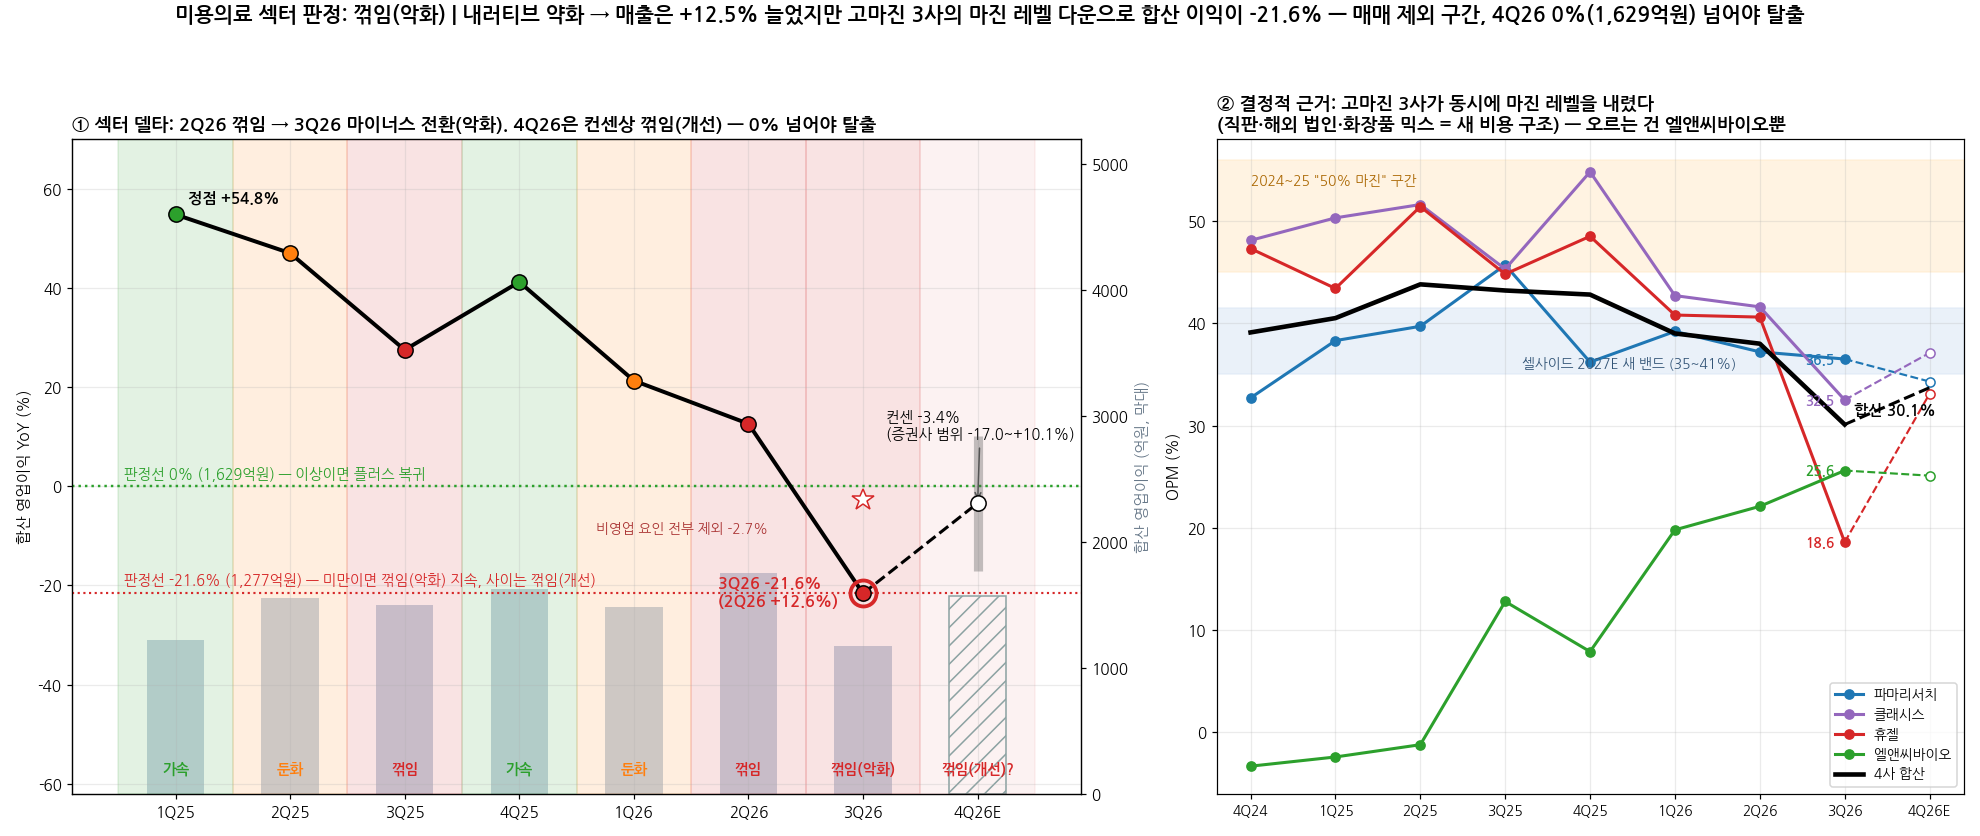 미용의료 섹터 판정: 꺾임(악화) | 내러티브 약화 → 매출은 +12.5% 늘었지만 고마진 3사의 마진 레벨 다운으로 합산 이익이 -21.6% — 매매 제외 구간, 4Q26 0%(1,629억원) 넘어야 탈출
① 섹터 델타: 2Q26 꺾임 → 3Q26 마이너스 전환(악화). 4Q26은 컨센상 꺾임(개선) — 0% 넘어야 탈출
합산 영업이익 YoY (%)
60
40
20
0
-20
-40
-60
정점 +54.8%
판정선 0% (1,629억원) — 이상이면 플러스 복귀
판정선 -21.6% (1,277억원) — 미만이면 꺾임(악화) 지속, 사이는 꺾임(개선)
비영업 요인 전부 제외 -2.7%
3Q26 -21.6%
(2Q26 +12.6%)
컨센 -3.4%
(증권사 범위 -17.0~+10.1%)
가속
둔화
꺾임
가속
둔화
꺾임
꺾임(악화)
꺾임(개선)?
1Q25
2Q25
3Q25
4Q25
1Q26
2Q26
3Q26
4Q26E
5000
4000
3000
2000
1000
0
합산 영업이익 (억원, 막대)
② 결정적 근거: 고마진 3사가 동시에 마진 레벨을 내렸다
(직판·해외 법인·화장품 믹스 = 새 비용 구조) — 오르는 건 엘앤씨바이오뿐
OPM (%)
50
40
30
20
10
0
2024~25 "50% 마진" 구간
셀사이드 2027E 새 밴드 (35~41%)
36.5
32.5
합산 30.1%
25.6
18.6
파마리서치
클래시스
휴젤
엘앤씨바이오
4사 합산
4Q24
1Q25
2Q25
3Q25
4Q25
1Q26
2Q26
3Q26
4Q26E